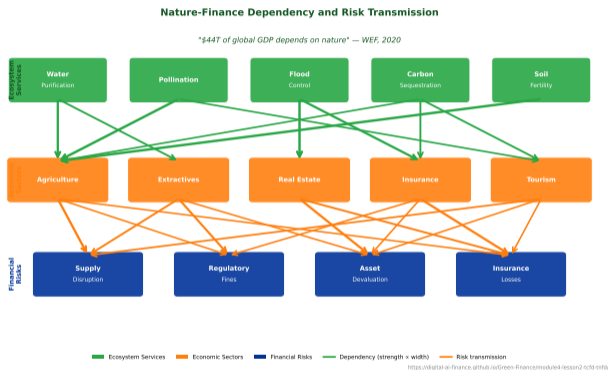 Nature-Finance Dependency and Risk Transmission
"$44T of global GDP depends on nature" — WEF, 2020
Ecosystem
Services
Water
Purification
Pollination
Flood
Control
Carbon
Sequestration
Soil
Fertility
Agriculture
Extractives
Real Estate
Insurance
Tourism
Financial
Risks
Supply
Disruption
Regulatory
Fines
Asset
Devaluation
Insurance
Losses
Ecosystem Services
Economic Sectors
Financial Risks
Dependency (strength × width)
Risk transmission
https://digital-ai-finance.github.io/Green-Finance/module4-lesson2-tcfd-tnfd